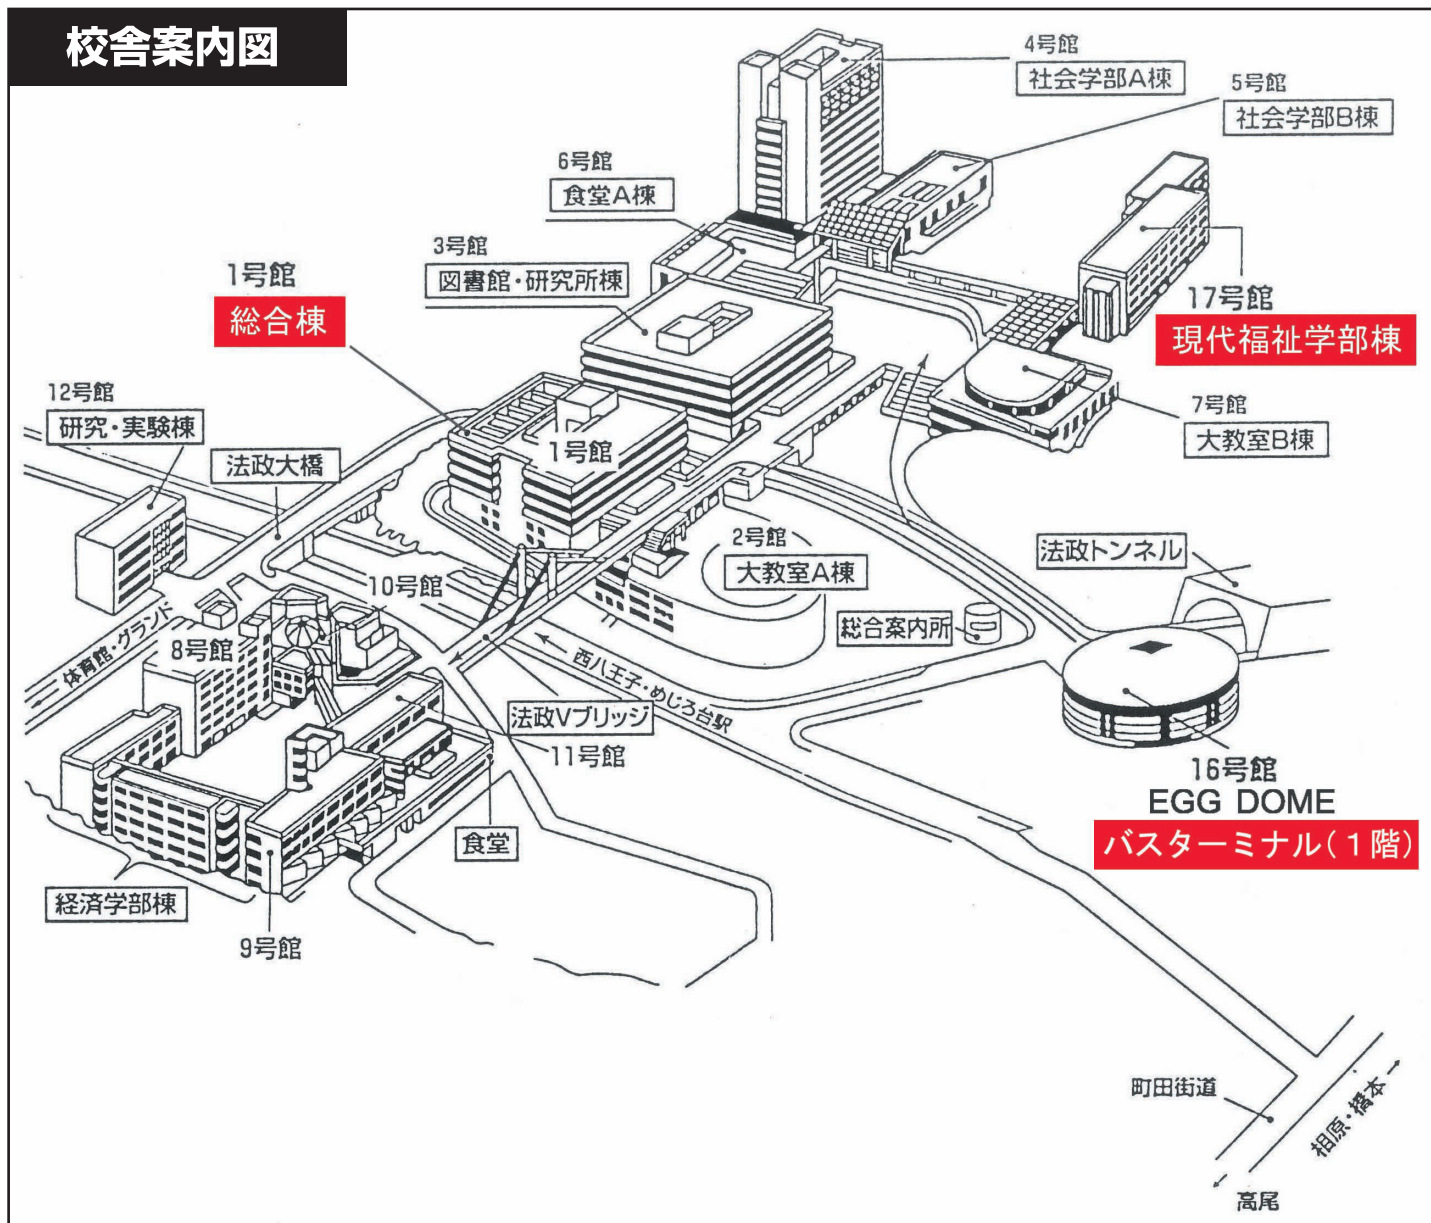 校舎案内図
4号館
社会学部A棟
5号館
社会学部B棟
6号館
食堂A棟
3号館
図書館・研究所棟
1号館
総合棟
17号館
現代福祉学部棟
12号館
研究・実験棟
法政大橋
1号館
7号館
大教室B棟
2号館
大教室A棟
法政トンネル
10号館
総合案内所
体育館・グランド
8号館
西八王子・めじろ台駅
法政Vブリッジ
11号館
16号館
EGG DOME
バスターミナル(1階)
食堂
経済学部棟
9号館
町田街道
相原・橋本
高尾